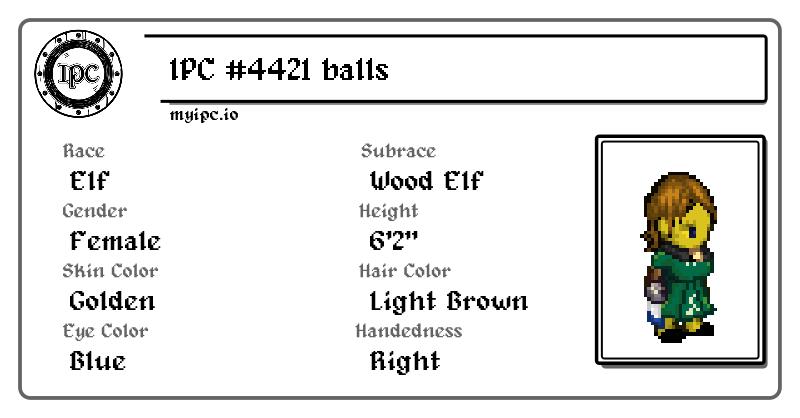 IPC
IPC #4421 balls
myipc.io
Race
Elf
Subrace
Wood Elf
Gender
Female
Height
6'2"
Skin Color
Golden
Hair Color
Light Brown
Eye Color
Blue
Handedness
Right